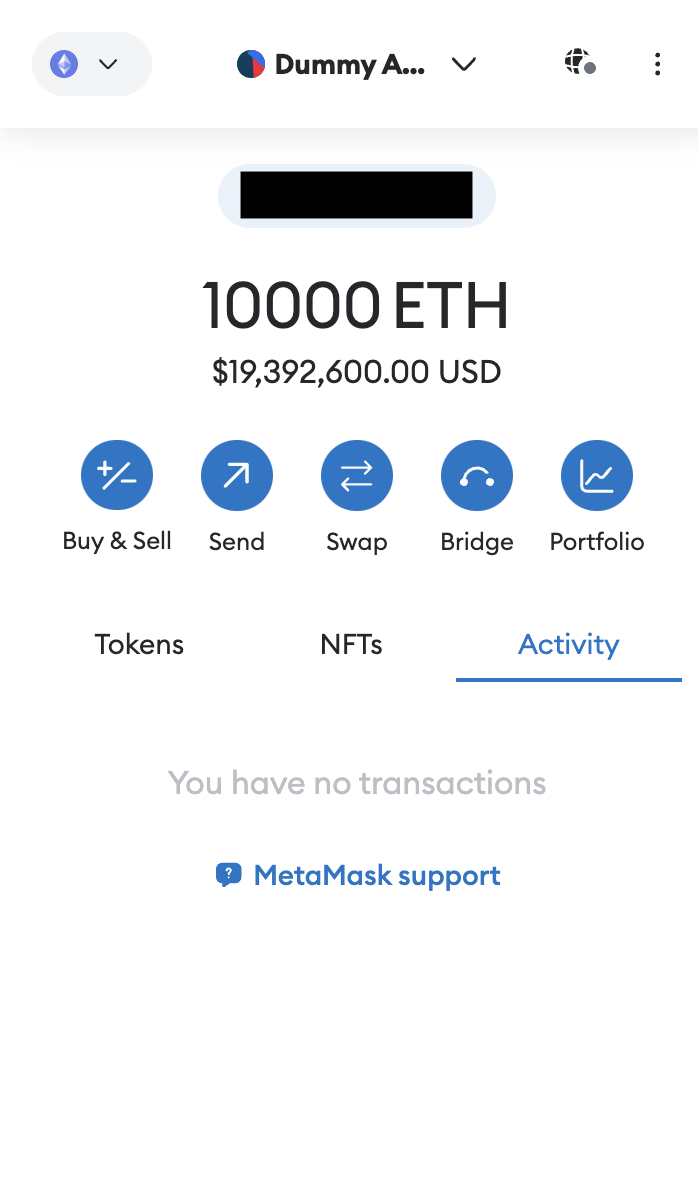 Dummy A...
10000 ETH
$19,392,600.00 USD
Buy & Sell
Send
Swap
Bridge
Portfolio
Tokens
NFTs
Activity
You have no transactions
MetaMask support